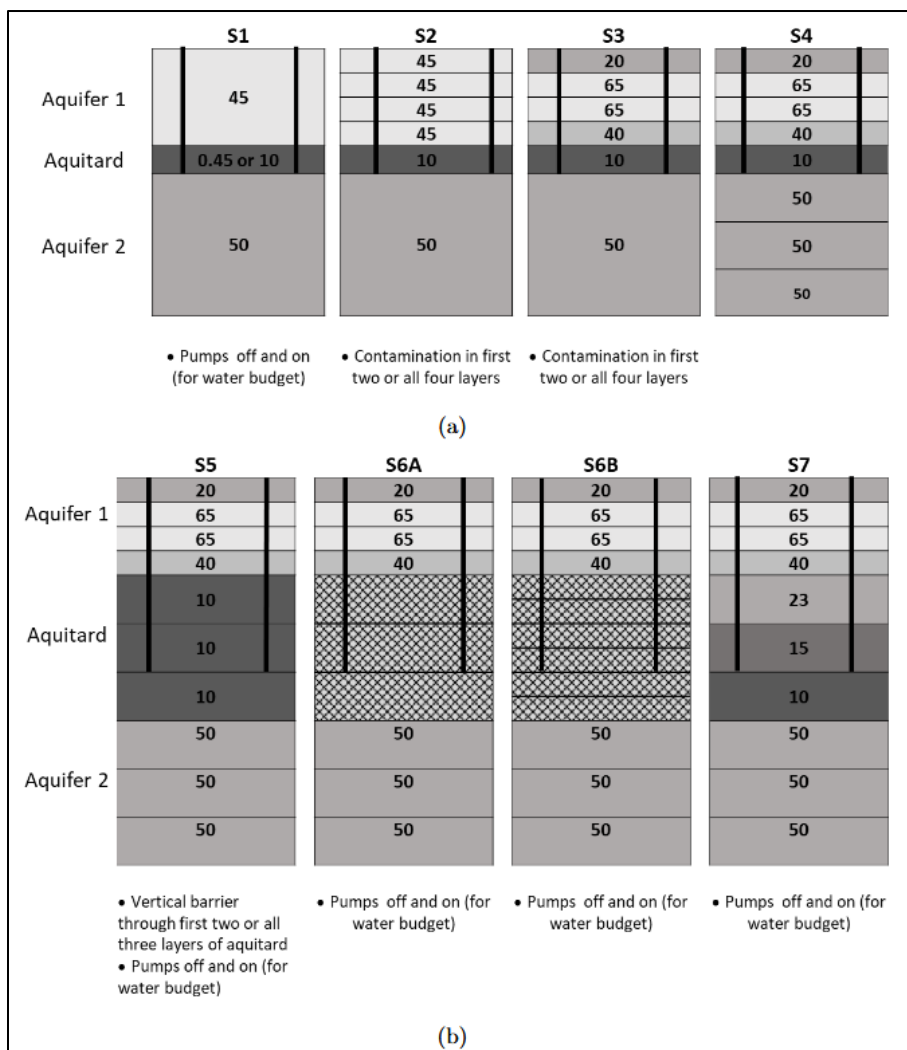 S1 S2 S3 S4
Aquifer 1
Aquitard
Aquifer 2
45
0.45 or 10
50
45
45
45
45
10
50
20
65
65
40
10
50
20
65
65
40
10
50
50
50
• Pumps off and on
(for water budget)
• Contamination in first
two or all four layers
• Contamination in first
two or all four layers
(a)
S5 S6A S6B S7
Aquifer 1
Aquitard
Aquifer 2
20
65
65
40
10
10
10
50
50
50
20
65
65
40
50
50
50
20
65
65
40
50
50
50
20
65
65
40
23
15
10
50
50
50
• Vertical barrier
through first two or all
three layers of aquitard
• Pumps off and on (for
water budget)
• Pumps off and on (for
water budget)
• Pumps off and on (for
water budget)
• Pumps off and on (for
water budget)
(b)